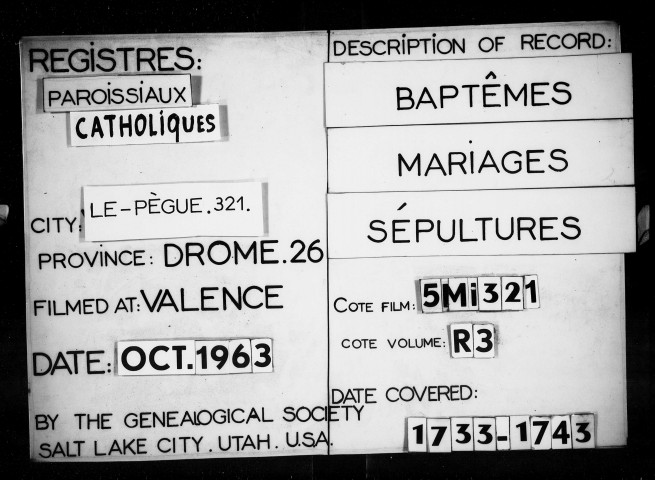 REGISTRES:
PAROISSIAUX
CATHOLIQUES
CITY: LE-PÈGUE.321.
PROVINCE: DROME.26
FILMED AT: VALENCE
DATE: OCT.1963
BY THE GENEALOGICAL SOCIETY
SALT LAKE CITY. UTAH. U.S.A.
DESCRIPTION OF RECORD:
BAPTÊMES
MARIAGES
SÉPULTURES
COTE FILM: 5Mi321
COTE VOLUME: R3
DATE COVERED:
1733-1743